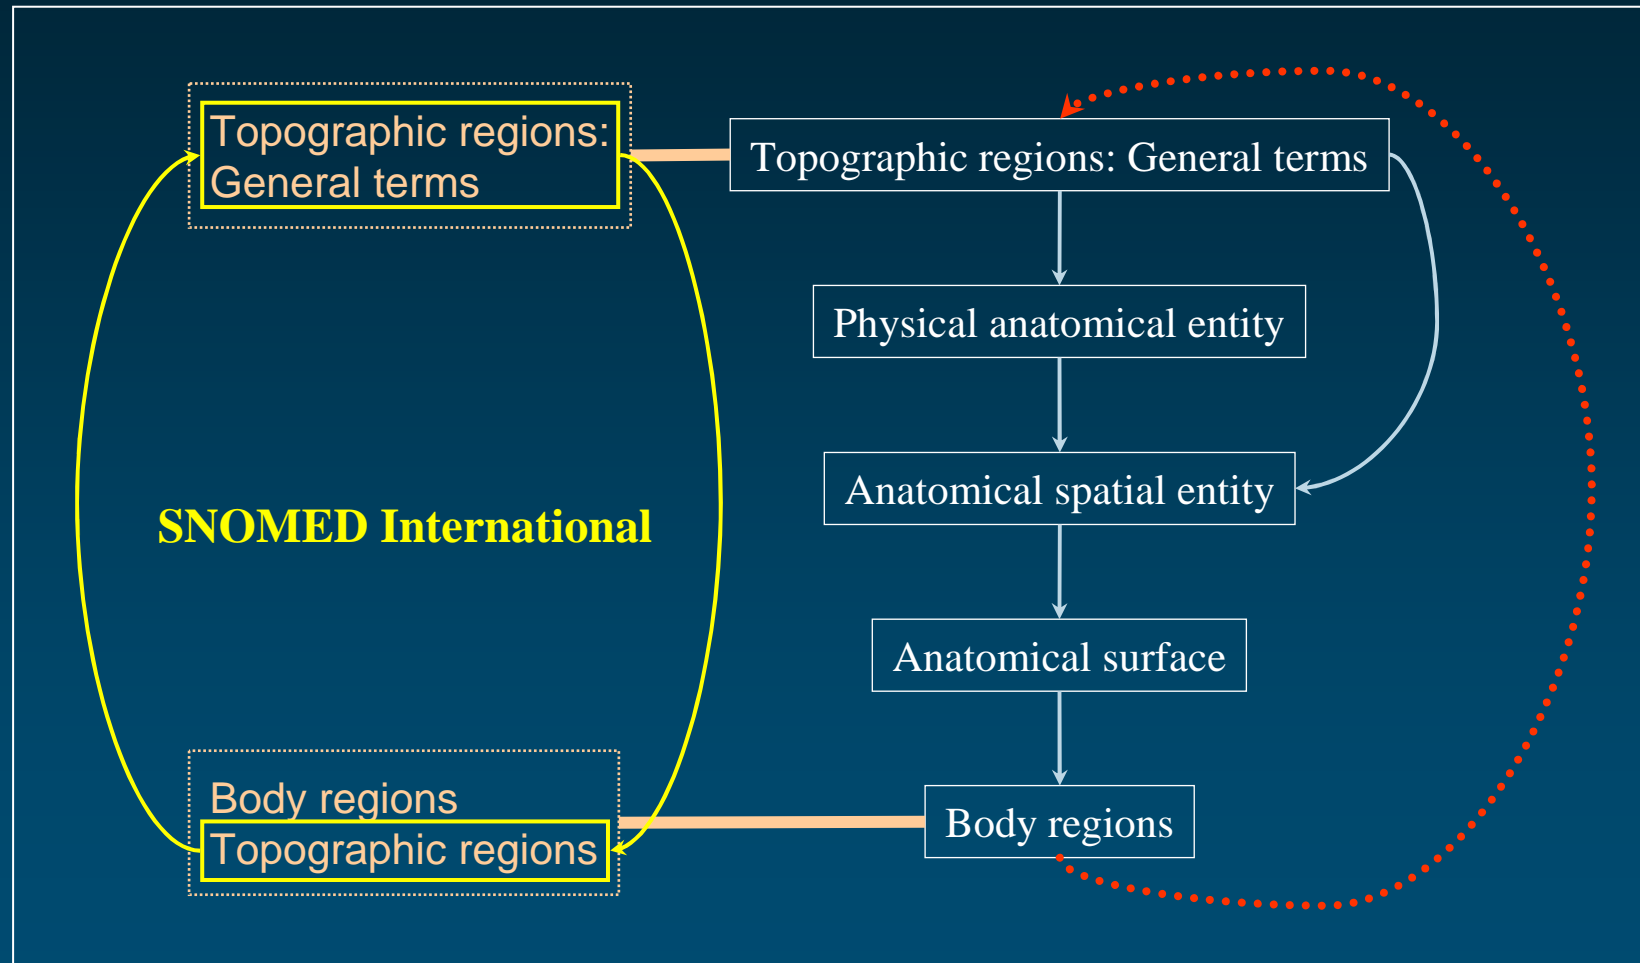 Topographic regions:
General terms
Topographic regions: General terms
Physical anatomical entity
Anatomical spatial entity
SNOMED International
Anatomical surface
Body regions
Topographic regions
Body regions